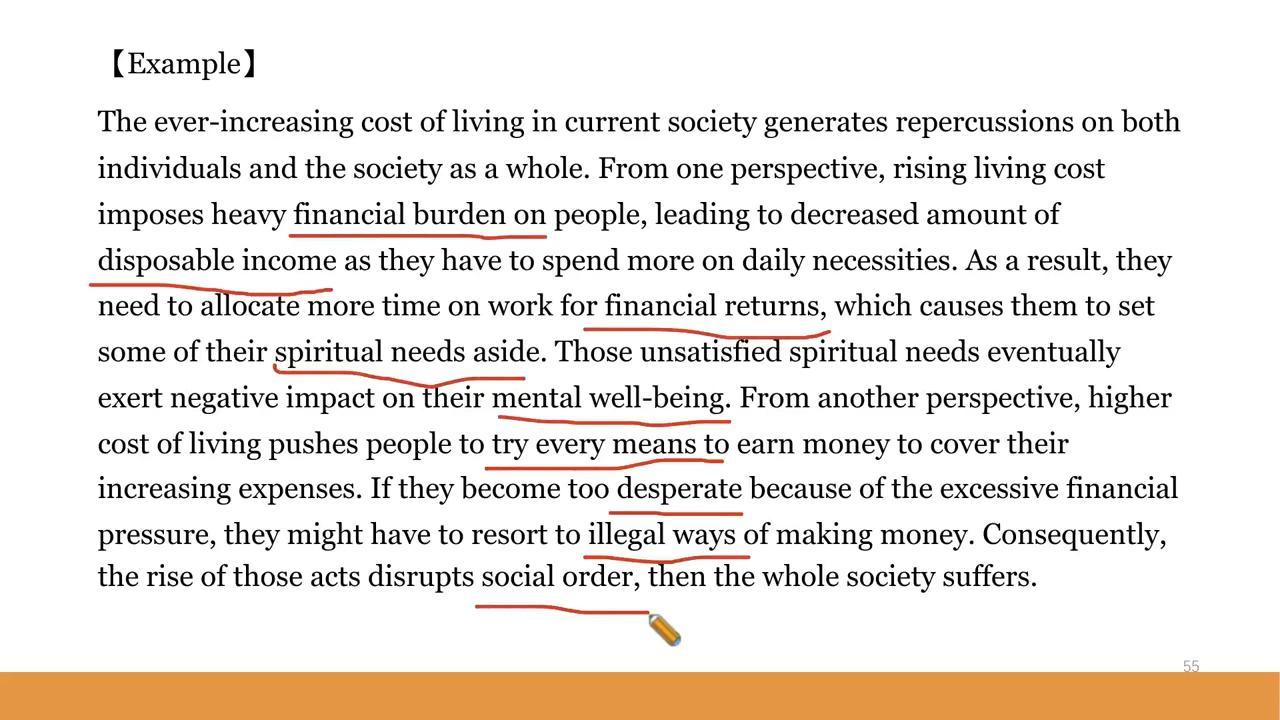 【Example】
The ever-increasing cost of living in current society generates repercussions on both
individuals and the society as a whole. From one perspective, rising living cost
imposes heavy financial burden on people, leading to decreased amount of
disposable income as they have to spend more on daily necessities. As a result, they
need to allocate more time on work for financial returns, which causes them to set
some of their spiritual needs aside. Those unsatisfied spiritual needs eventually
exert negative impact on their mental well-being. From another perspective, higher
cost of living pushes people to try every means to earn money to cover their
increasing expenses. If they become too desperate because of the excessive financial
pressure, they might have to resort to illegal ways of making money. Consequently,
the rise of those acts disrupts social order, then the whole society suffers.
55